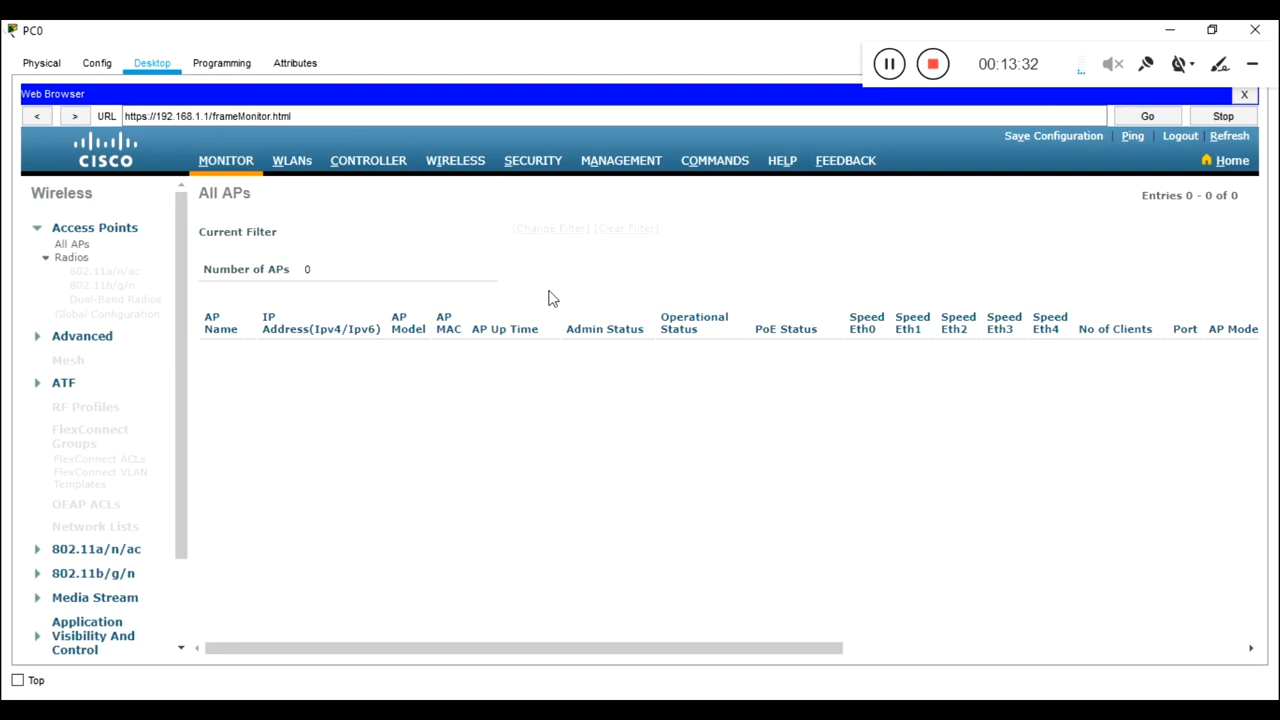 PC0
Physical Config Desktop Programming Attributes
00:13:32
Web Browser X
< > URL https://192.168.1.1/frameMonitor.html Go Stop
Save Configuration | Ping | Logout | Refresh
CISCO MONITOR WLANs CONTROLLER WIRELESS SECURITY MANAGEMENT COMMANDS HELP FEEDBACK Home
Wireless
Access Points
All APs
Radios
802.11a/n/ac
802.11b/g/n
Dual-Band Radios
Global Configuration
Advanced
Mesh
ATF
RF Profiles
FlexConnect
Groups
FlexConnect ACLs
FlexConnect VLAN
Templates
OEAP ACLs
Network Lists
802.11a/n/ac
802.11b/g/n
Media Stream
Application
Visibility And
Control
All APs Entries 0 - 0 of 0
Current Filter [Change Filter] [Clear Filter]
Number of APs 0
AP Name IP Address(Ipv4/Ipv6) AP Model AP MAC AP Up Time Admin Status Operational Status PoE Status Speed Eth0 Speed Eth1 Speed Eth2 Speed Eth3 Speed Eth4 No of Clients Port AP Mode
Top